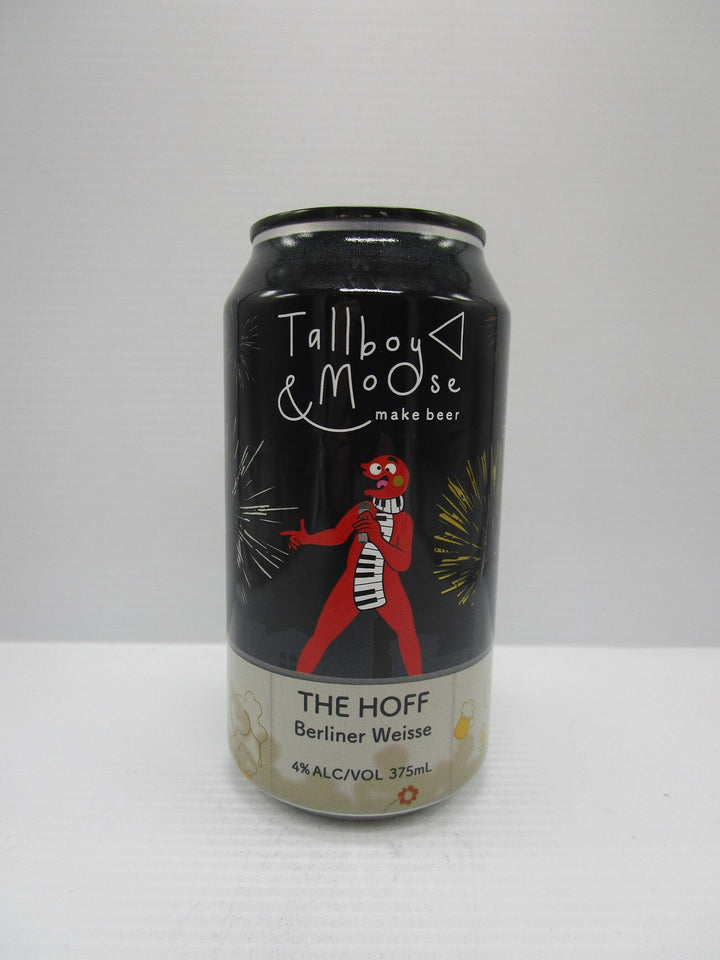 Tallboy
& Moose
make beer
THE HOFF
Berliner Weisse
4% ALC/VOL 375mL